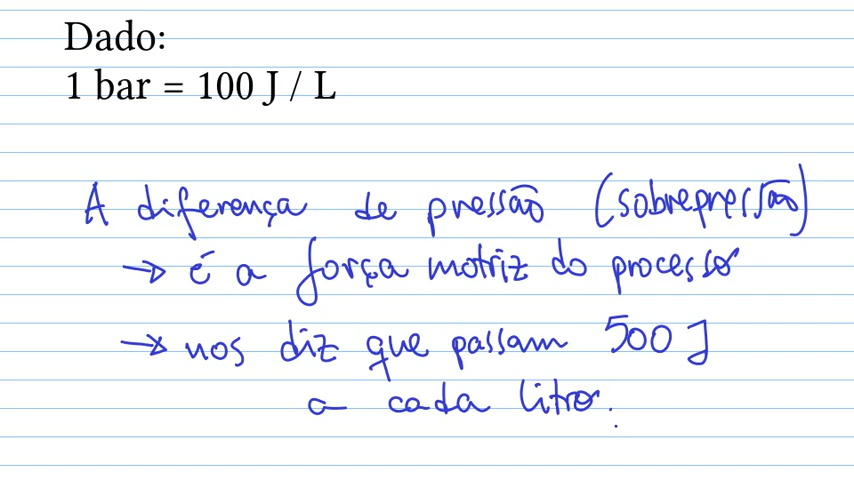 Dado:
1 bar = 100 J / L
A diferença de pressão (sobrepressão)
→ é a força motriz do processo
→ nos diz que passam 500 J
a cada litro.